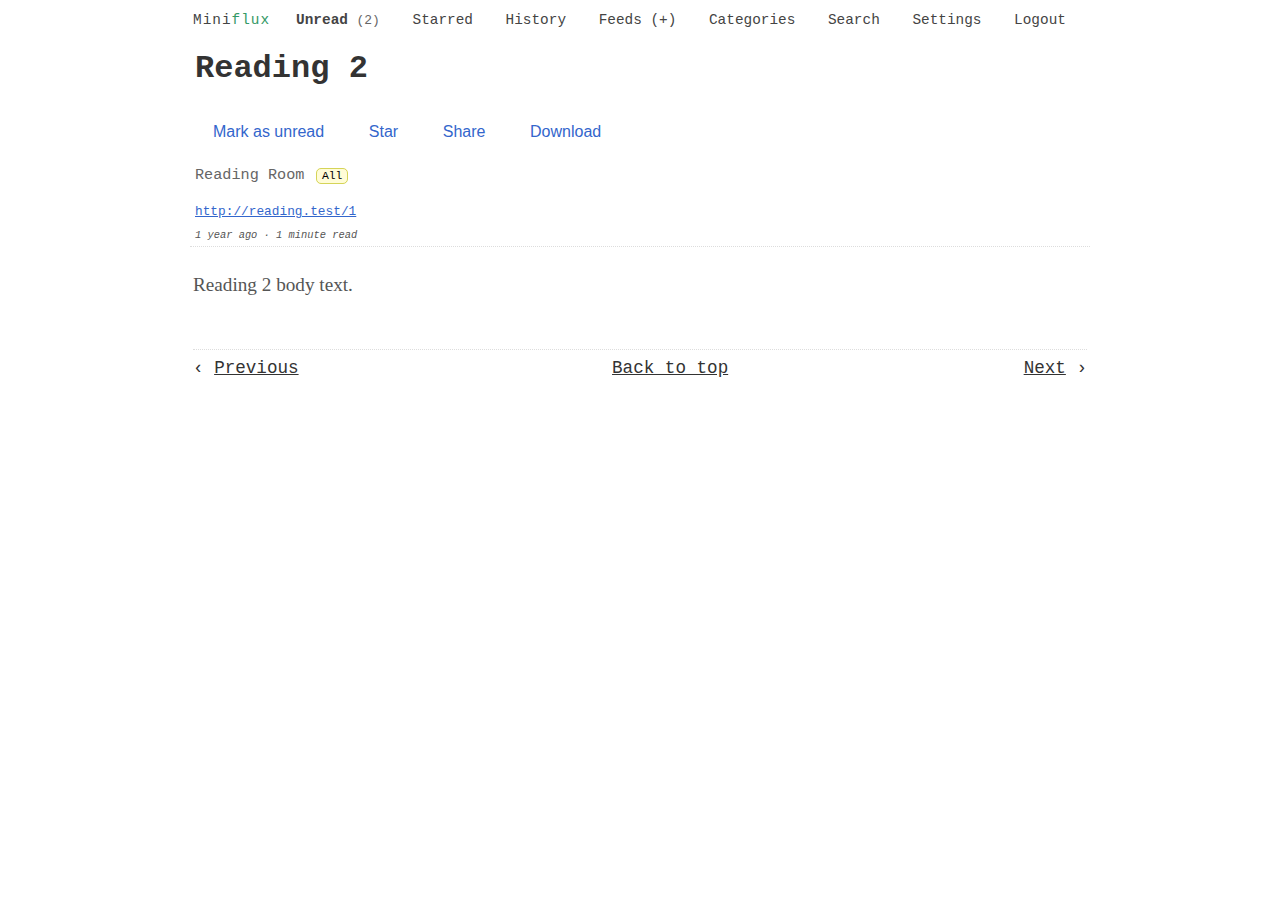 Miniflux Unread (2) Starred History Feeds (+) Categories Search Settings Logout
Reading 2
Mark as unread Star Share Download
Reading Room All
http://reading.test/1
1 year ago · 1 minute read
Reading 2 body text.
‹ Previous Back to top Next ›